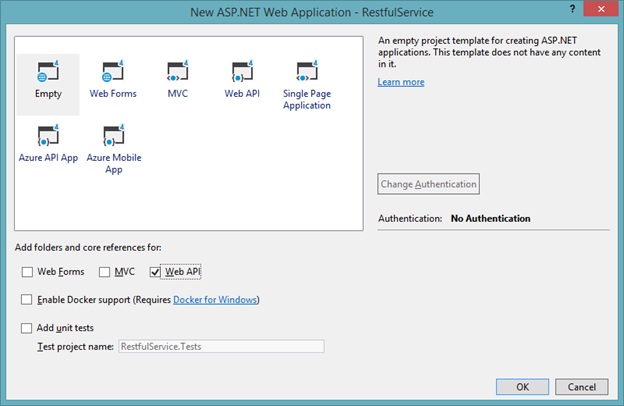 New ASP.NET Web Application - RestfulService
?
An empty project template for creating ASP.NET
applications. This template does not have any content
in it.
Learn more
4 4 4 4 4
Empty Web Forms MVC Web API Single Page
Application
4 4
Azure API App Azure Mobile
App
Change Authentication
Authentication: No Authentication
Add folders and core references for:
Web Forms MVC Web API
Enable Docker support (Requires Docker for Windows)
Add unit tests
Test project name: RestfulService.Tests
OK Cancel